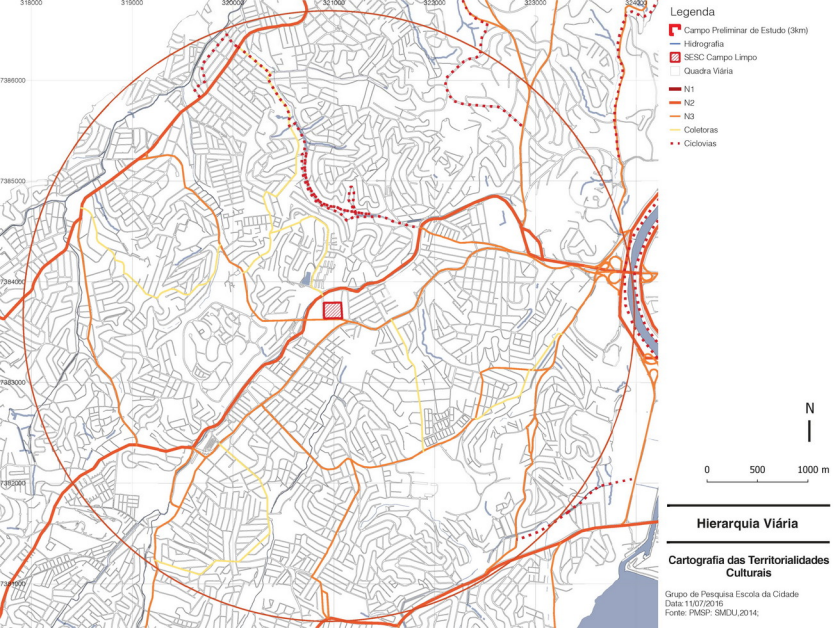 318000
320000
321000
322000
323000
324000
7386000
7385000
7384000
7383000
7382000
7381000
Legenda
Campo Preliminar de Estudo (3km)
Hidrografia
SESC Campo Limpo
Quadra Viária
N1
N2
N3
Coletoras
Ciclovias
N
0 500 1000 m
Hierarquia Viária
Cartografia das Territorialidades
Culturais
Grupo de Pesquisa Escola da Cidade
Data:11/07/2016
Fonte: PMSP: SMDU,2014;